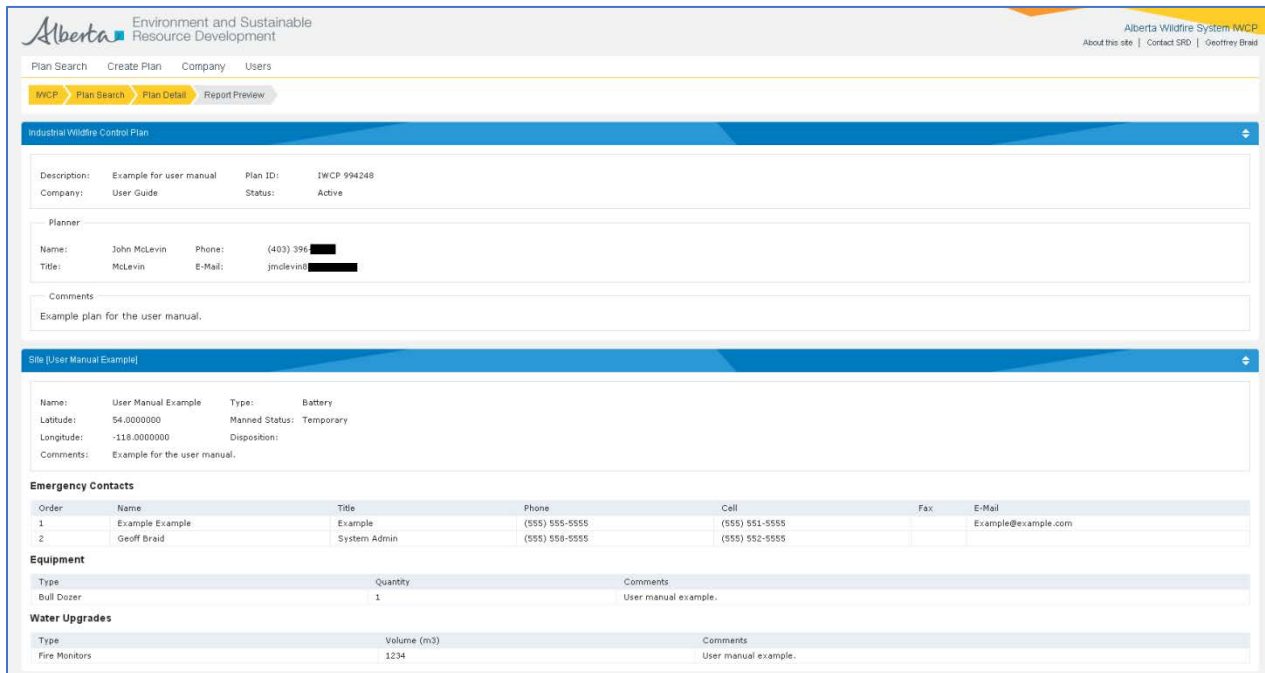 Alberta Environment and Sustainable
Resource Development
Alberta Wildfire System IWCP
About this site | Contact SRD | Geoffrey Braid
Plan Search Create Plan Company Users
IWCP Plan Search Plan Detail Report Preview
Industrial Wildfire Control Plan
Description: Example for user manual Plan ID: IWCP 994248
Company: User Guide Status: Active
Planner
Name: John McLevin Phone: (403) 396-
Title: McLevin E-Mail: jmclevin8
Comments
Example plan for the user manual.
Site [User Manual Example]
Name: User Manual Example Type: Battery
Latitude: 54.0000000 Manned Status: Temporary
Longitude: -118.0000000 Disposition:
Comments: Example for the user manual.
Emergency Contacts
Order Name Title Phone Cell Fax E-Mail
1 Example Example Example (555) 555-5555 (555) 551-5555 Example@example.com
2 Geoff Braid System Admin (555) 558-5555 (555) 552-5555
Equipment
Type Quantity Comments
Bull Dozer 1 User manual example.
Water Upgrades
Type Volume (m3) Comments
Fire Monitors 1234 User manual example.